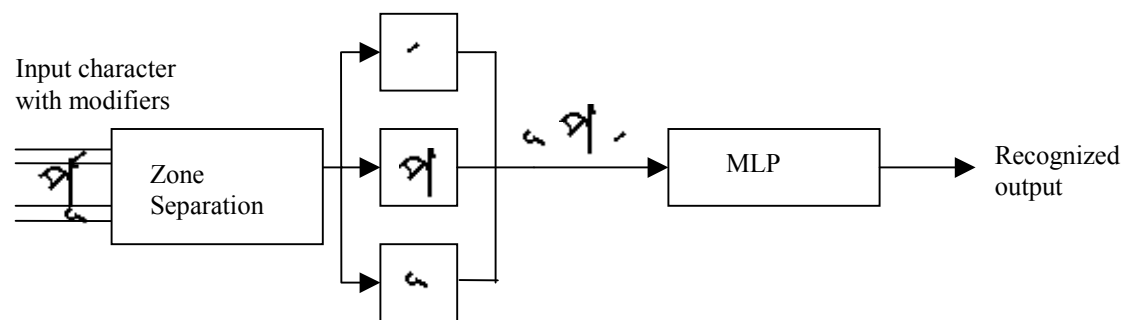 Input character
with modifiers
Zone
Separation
MLP
Recognized
output